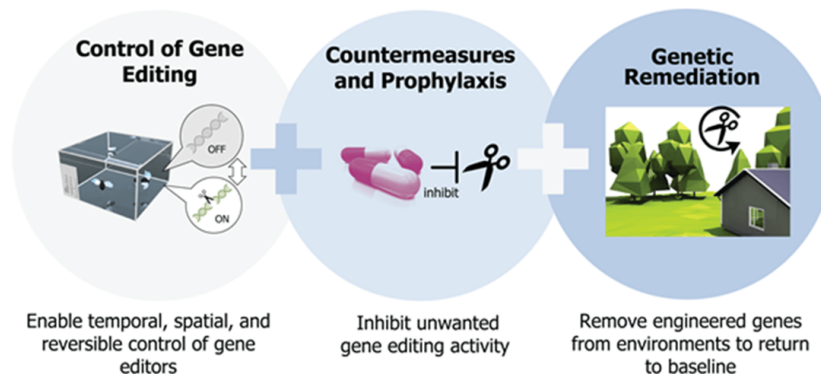 Control of Gene
Editing
OFF
ON
Enable temporal, spatial, and
reversible control of gene
editors
Countermeasures
and Prophylaxis
inhibit
Inhibit unwanted
gene editing activity
Genetic
Remediation
Remove engineered genes
from environments to return
to baseline